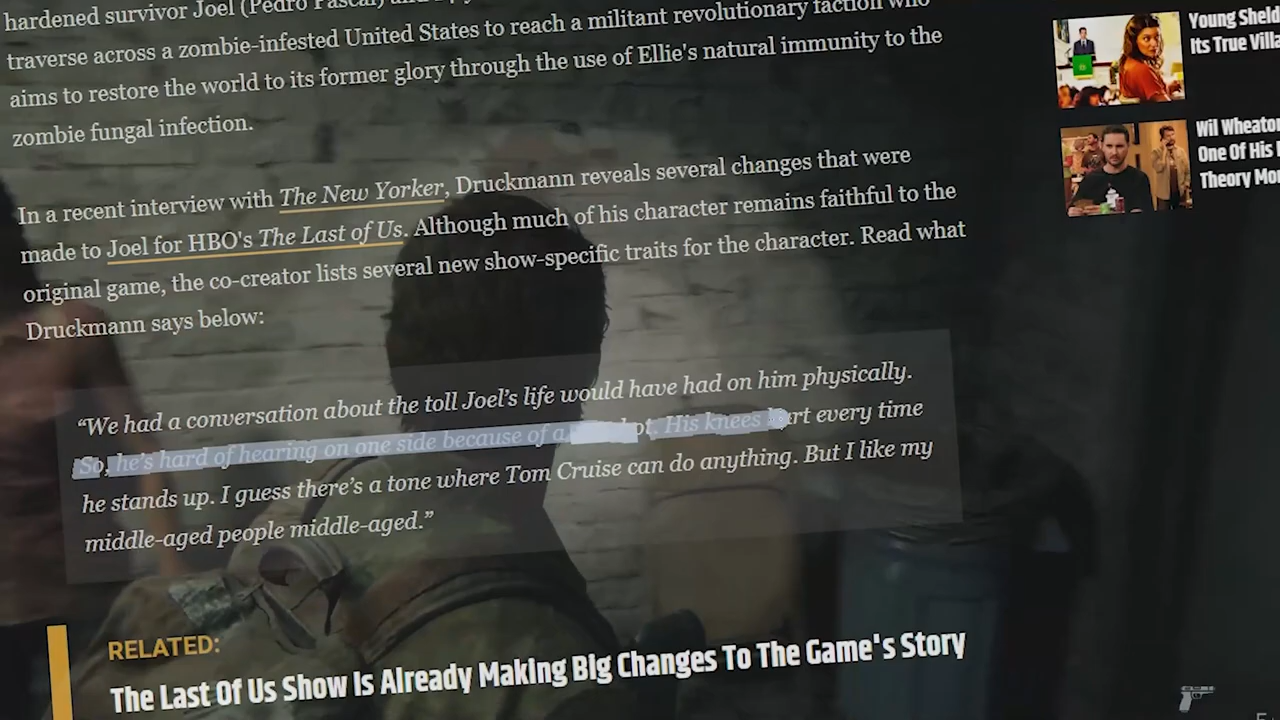 hardened survivor Joel (Pedro Pascal)
traverse across a zombie-infested United States to reach a militant revolutionary faction who
aims to restore the world to its former glory through the use of Ellie's natural immunity to the
zombie fungal infection.
In a recent interview with The New Yorker, Druckmann reveals several changes that were
made to Joel for HBO's The Last of Us. Although much of his character remains faithful to the
original game, the co-creator lists several new show-specific traits for the character. Read what
Druckmann says below:
“We had a conversation about the toll Joel’s life would have had on him physically.
So, he’s hard of hearing on one side because of a ot. His knees hurt every time
he stands up. I guess there’s a tone where Tom Cruise can do anything. But I like my
middle-aged people middle-aged.”
RELATED:
The Last Of Us Show Is Already Making Big Changes To The Game's Story
Young Sheld
Its True Villa
Wil Wheato
One Of His
Theory Mo